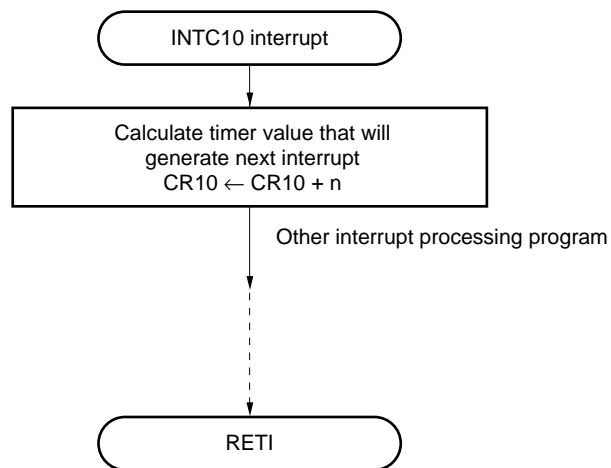 INTC10 interrupt
Calculate timer value that will
generate next interrupt
CR10 ← CR10 + n
Other interrupt processing program
RETI